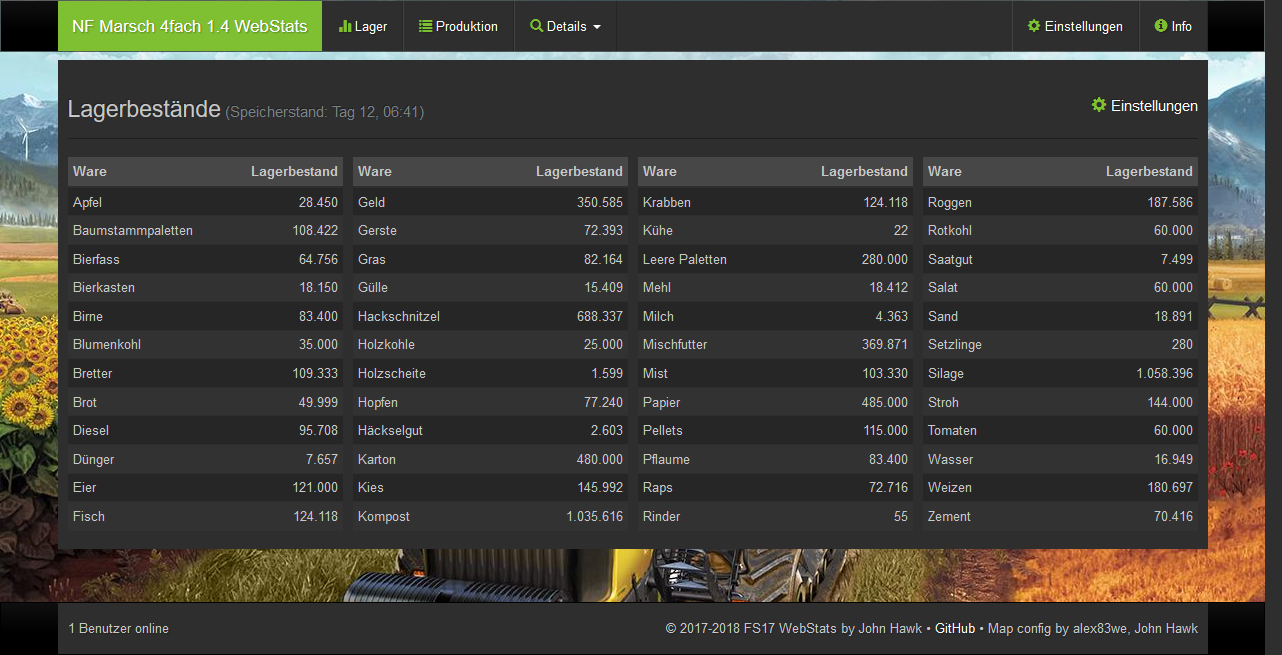 NF Marsch 4fach 1.4 WebStats Lager Produktion Details Einstellungen Info
Lagerbestände (Speicherstand: Tag 12, 06:41) Einstellungen
Ware Lagerbestand Ware Lagerbestand Ware Lagerbestand Ware Lagerbestand
Apfel 28.450 Geld 350.585 Krabben 124.118 Roggen 187.586
Baumstammpaletten 108.422 Gerste 72.393 Kühe 22 Rotkohl 60.000
Bierfass 64.756 Gras 82.164 Leere Paletten 280.000 Saatgut 7.499
Bierkasten 18.150 Gülle 15.409 Mehl 18.412 Salat 60.000
Birne 83.400 Hackschnitzel 688.337 Milch 4.363 Sand 18.891
Blumenkohl 35.000 Holzkohle 25.000 Mischfutter 369.871 Setzlinge 280
Bretter 109.333 Holzscheite 1.599 Mist 103.330 Silage 1.058.396
Brot 49.999 Hopfen 77.240 Papier 485.000 Stroh 144.000
Diesel 95.708 Häckselgut 2.603 Pellets 115.000 Tomaten 60.000
Dünger 7.657 Karton 480.000 Pflaume 83.400 Wasser 16.949
Eier 121.000 Kies 145.992 Raps 72.716 Weizen 180.697
Fisch 124.118 Kompost 1.035.616 Rinder 55 Zement 70.416
1 Benutzer online © 2017-2018 FS17 WebStats by John Hawk • GitHub • Map config by alex83we, John Hawk